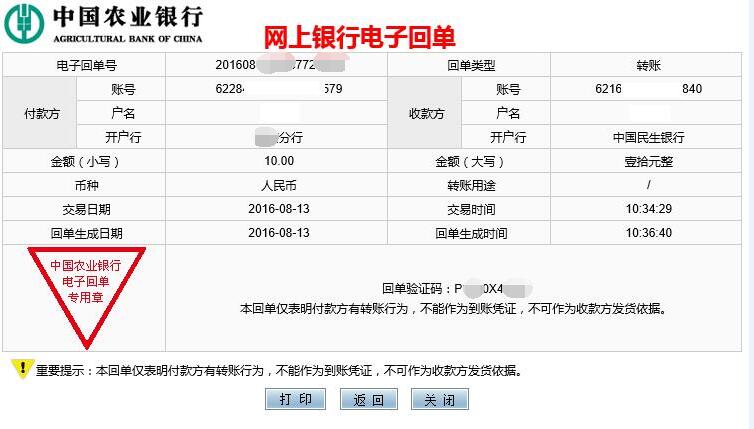 中国农业银行
AGRICULTURAL BANK OF CHINA
网上银行电子回单
电子回单号 201608 772 回单类型 转账
付款方 账号 6228 579 收款方 账号 6216 840
户名 户名
开户行 分行 开户行 中国民生银行
金额（小写） 10.00 金额（大写） 壹拾元整
币种 人民币 转账用途 /
交易日期 2016-08-13 交易时间 10:34:29
回单生成日期 2016-08-13 回单生成时间 10:36:40
中国农业银行
电子回单
专用章
回单验证码：P 0X4
本回单仅表明付款方有转账行为，不能作为到账凭证，不可作为收款方发货依据。
重要提示：本回单仅表明付款方有转账行为，不能作为到账凭证，不可作为收款方发货依据。
打 印 返 回 关 闭